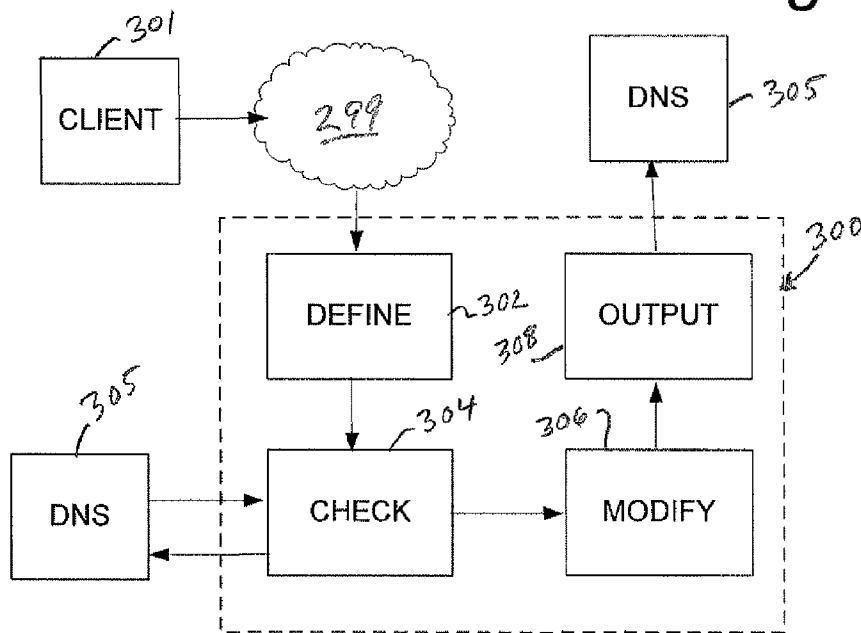 301
CLIENT
299
DNS
305
300
DEFINE
302
OUTPUT
308
305
304
306
DNS
CHECK
MODIFY